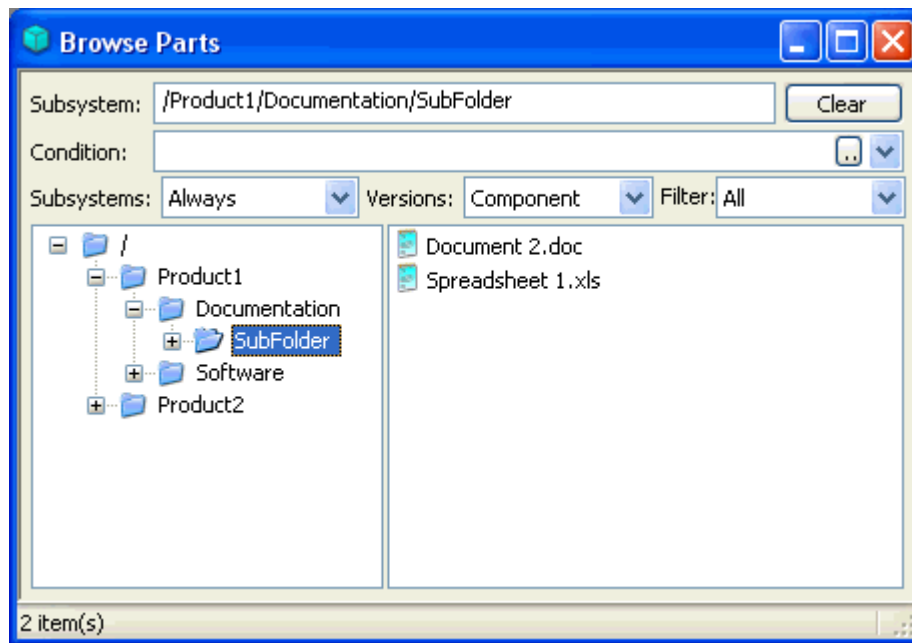 Browse Parts
Subsystem: /Product1/Documentation/SubFolder Clear
Condition: ..
Subsystems: Always Versions: Component Filter: All
/
Product1
Documentation
SubFolder
Software
Product2
Document 2.doc
Spreadsheet 1.xls
2 item(s)